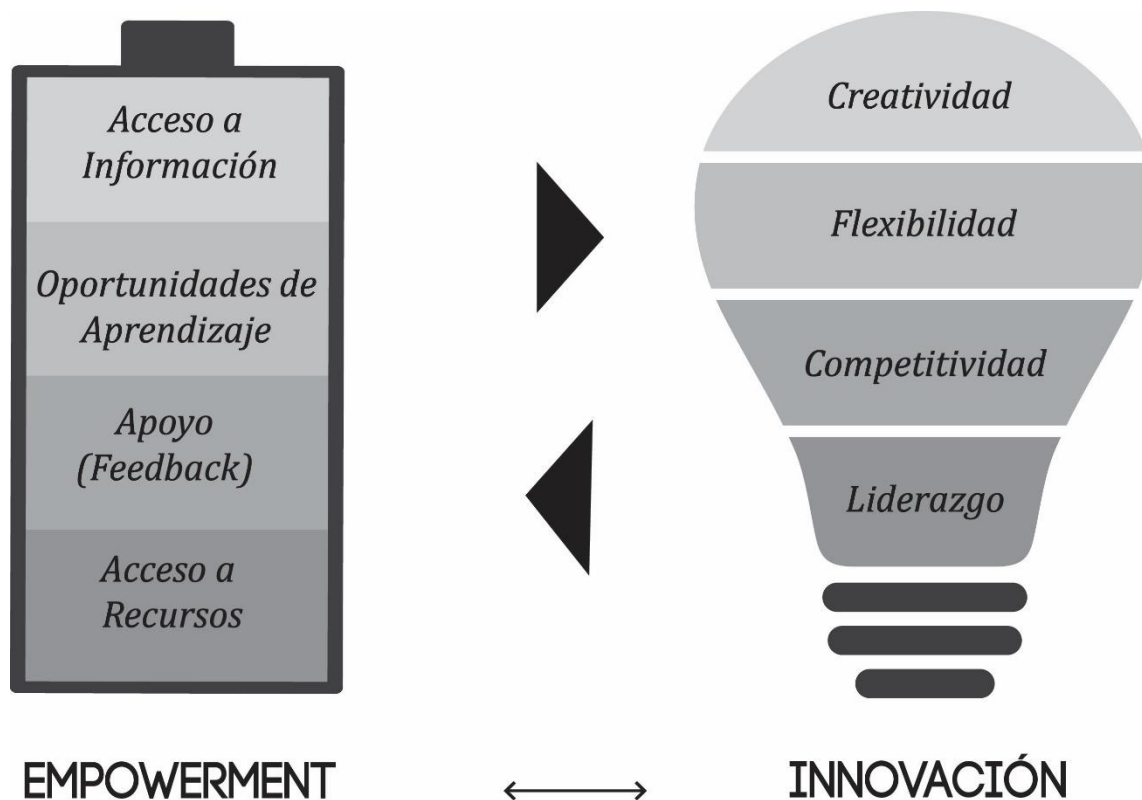 Acceso a
Información
Oportunidades de
Aprendizaje
Apoyo
(Feedback)
Acceso a
Recursos
EMPOWERMENT
Creatividad
Flexibilidad
Competitividad
Liderazgo
INNOVACIÓN